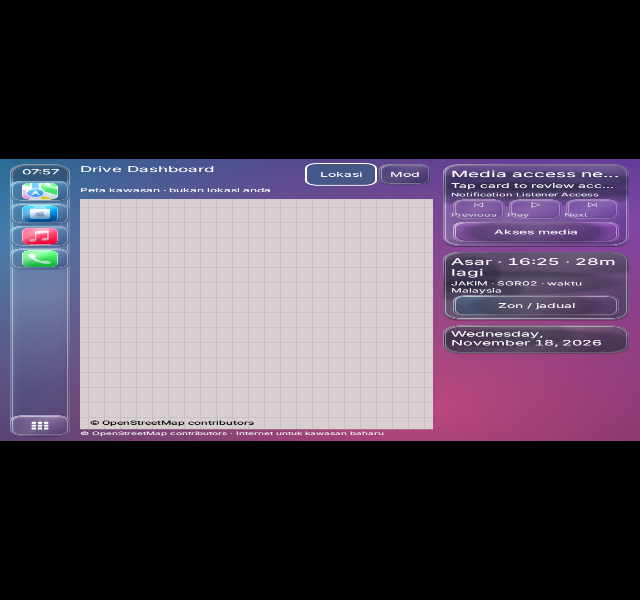 07:57
Drive Dashboard
Lokasi
Mod
Peta kawasan · bukan lokasi anda
© OpenStreetMap contributors
© OpenStreetMap contributors · Internet untuk kawasan baharu
Media access ne...
Tap card to review acc...
Notification Listener Access
Previous
Play
Next
Akses media
Asar · 16:25 · 28m
lagi
JAKIM · SGR02 · waktu
Malaysia
Zon / jadual
Wednesday,
November 18, 2026